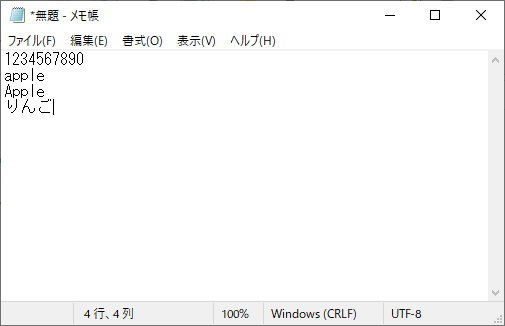 *無題 - メモ帳
ファイル(F) 編集(E) 書式(O) 表示(V) ヘルプ(H)
1234567890
apple
Apple
りんご
4 行、4 列 100% Windows (CRLF) UTF-8